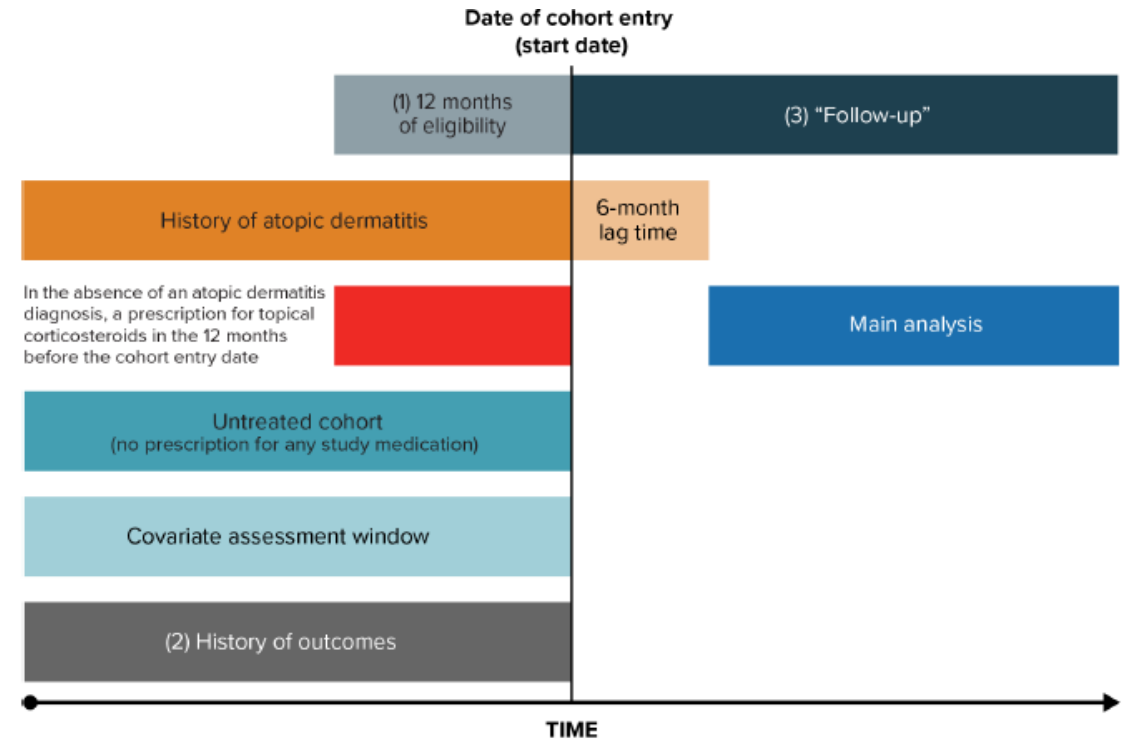 Date of cohort entry
(start date)
(1) 12 months
of eligibility
(3) “Follow-up”
History of atopic dermatitis
6-month
lag time
In the absence of an atopic dermatitis
diagnosis, a prescription for topical
corticosteroids in the 12 months
before the cohort entry date
Main analysis
Untreated cohort
(no prescription for any study medication)
Covariate assessment window
(2) History of outcomes
TIME